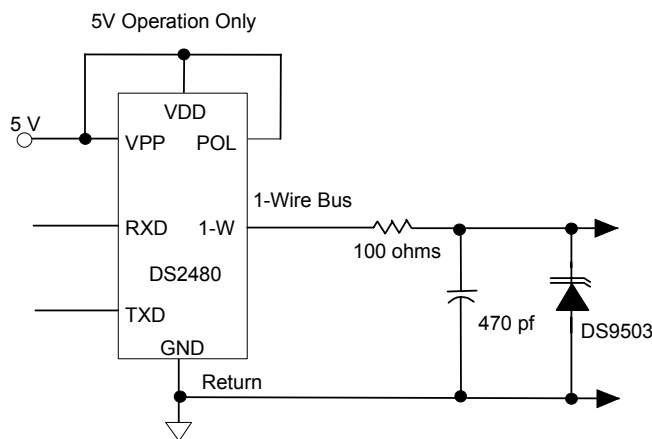 5V Operation Only
VDD
5 V
VPP
POL
1-Wire Bus
RXD
1-W
100 ohms
DS2480
470 pf
DS9503
TXD
GND
Return